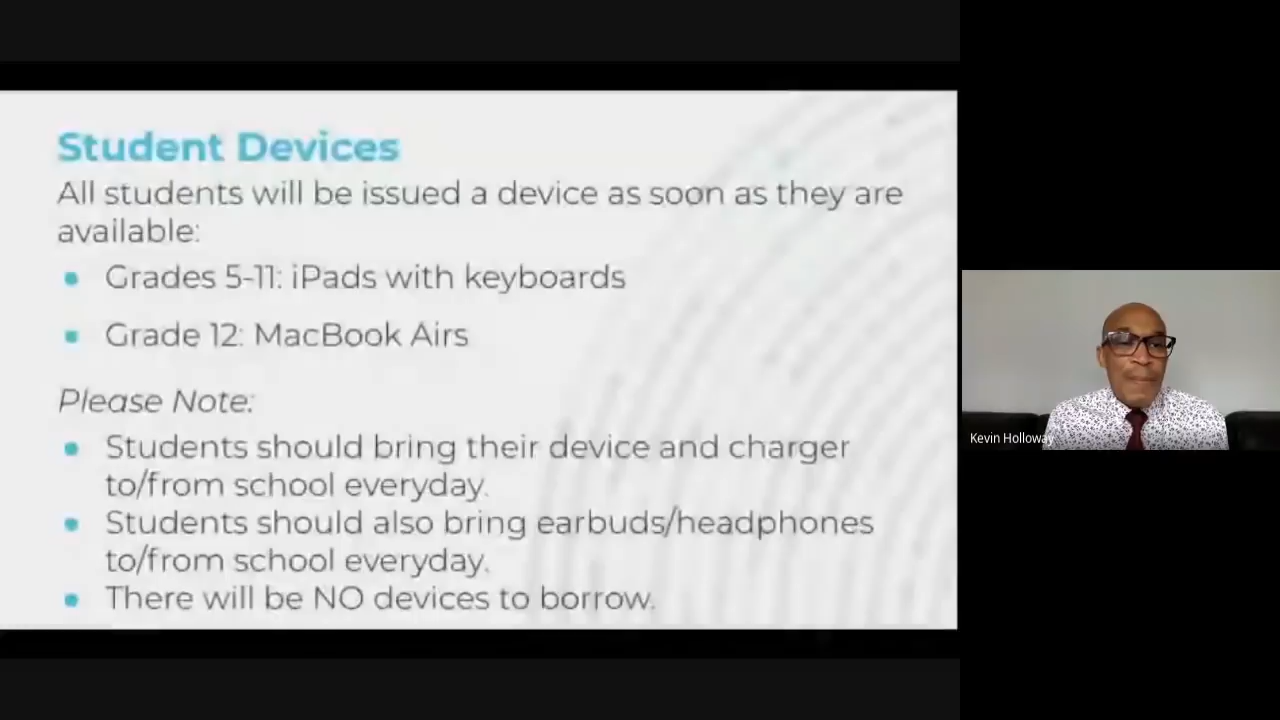 Student Devices
All students will be issued a device as soon as they are
available:
Grades 5-11: iPads with keyboards
Grade 12: MacBook Airs
Please Note:
Students should bring their device and charger
to/from school everyday.
Students should also bring earbuds/headphones
to/from school everyday.
There will be NO devices to borrow.
Kevin Holloway